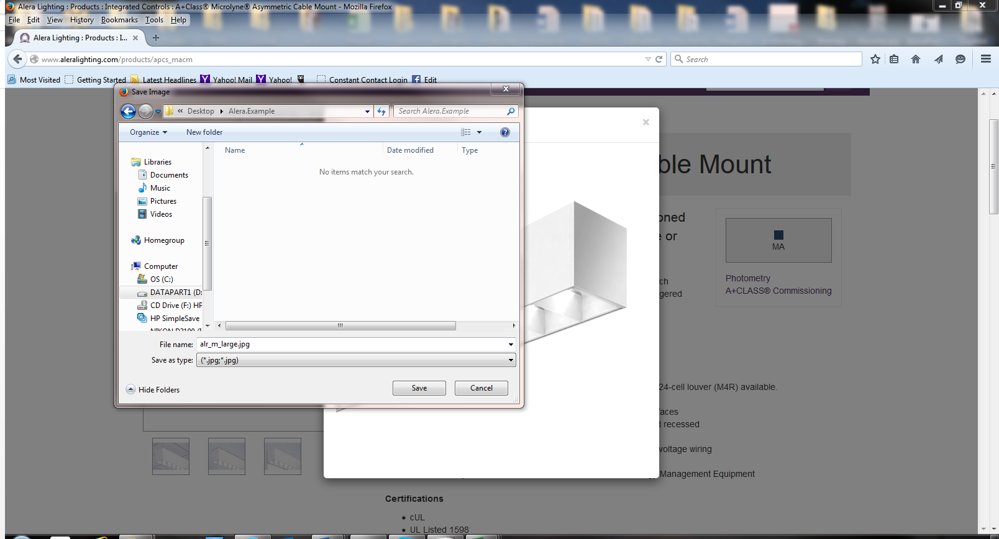 Alera Lighting : Products : Integrated Controls : A+Class® Microlyne® Asymmetric Cable Mount - Mozilla Firefox
File Edit View History Bookmarks Tools Help
Alera Lighting : Products : I...
www.aleralighting.com/products/apcs_macm
Search
Most Visited Getting Started Latest Headlines Yahoo! Mail Yahoo! Constant Contact Login Edit
Save Image
« Desktop Alera.Example
Search Alera.Example
Organize New folder
Name Date modified Type
No items match your search.
Libraries
Documents
Music
Pictures
Videos
Homegroup
Computer
OS (C:)
DATAPART1 (D:
CD Drive (F:) HP
HP SimpleSave
File name: alr_m_large.jpg
Save as type: (*.jpg;*.jpg)
Hide Folders
Save Cancel
ble Mount
oned
or
MA
Photometry
A+CLASS® Commissioning
ch
gered
24-cell louver (M4R) available.
faces
d recessed
voltage wiring
Management Equipment
Certifications
• cUL
• UL Listed 1598